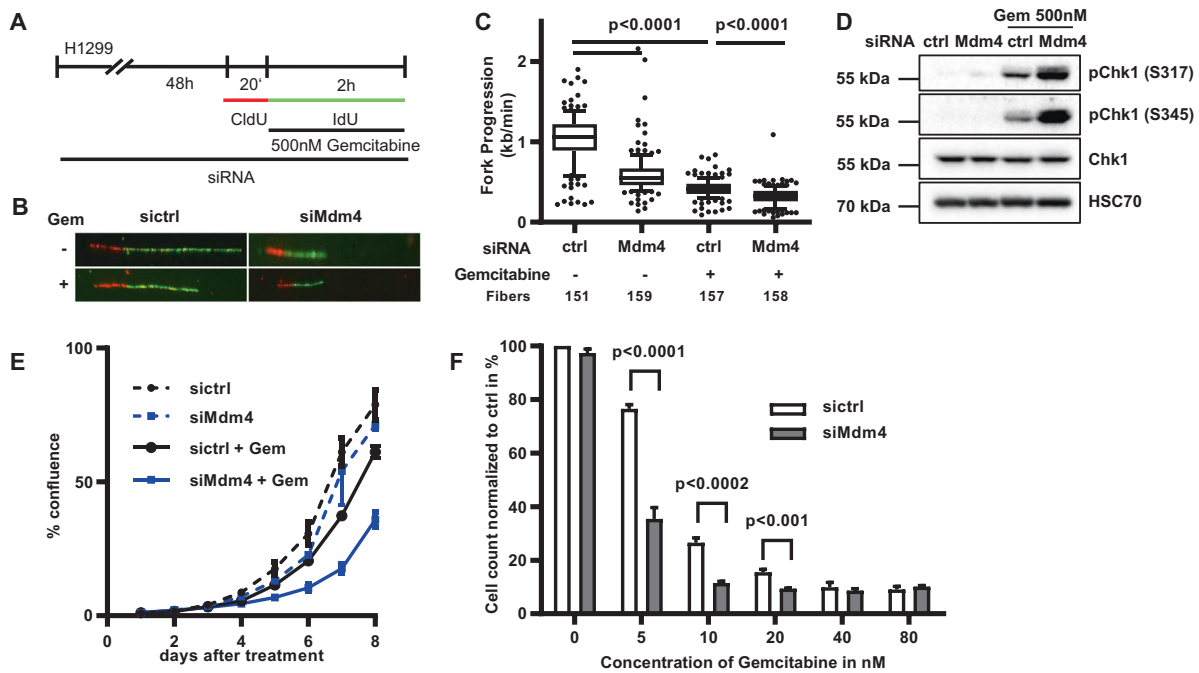 A
H1299
48h
20‘
2h
CldU
IdU
500nM Gemcitabine
siRNA
B
Gem
sictrl
siMdm4
-
+
C
Fork Progression
(kb/min)
2
1
0
p<0.0001
p<0.0001
siRNA ctrl Mdm4 ctrl Mdm4
Gemcitabine - - + +
Fibers 151 159 157 158
D
Gem 500nM
siRNA ctrl Mdm4 ctrl Mdm4
55 kDa pChk1 (S317)
55 kDa pChk1 (S345)
55 kDa Chk1
70 kDa HSC70
E
% confluence
100
50
0
sictrl
siMdm4
sictrl + Gem
siMdm4 + Gem
0 2 4 6 8
days after treatment
F
Cell count normalized to ctrl in %
100
80
60
40
20
0
p<0.0001
p<0.0002
p<0.001
sictrl
siMdm4
0 5 10 20 40 80
Concentration of Gemcitabine in nM